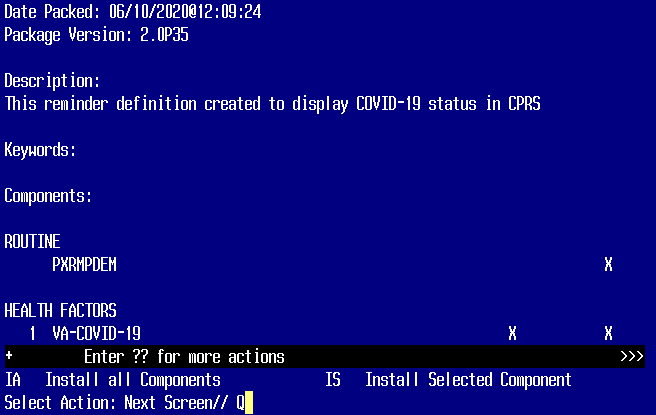 Date Packed: 06/10/2020@12:09:24
Package Version: 2.0P35
Description:
This reminder definition created to display COVID-19 status in CPRS
Keywords:
Components:
ROUTINE
PXRMPDEM X
HEALTH FACTORS
1 VA-COVID-19 X X
+ Enter ?? for more actions >>>
IA Install all Components IS Install Selected Component
Select Action: Next Screen// Q